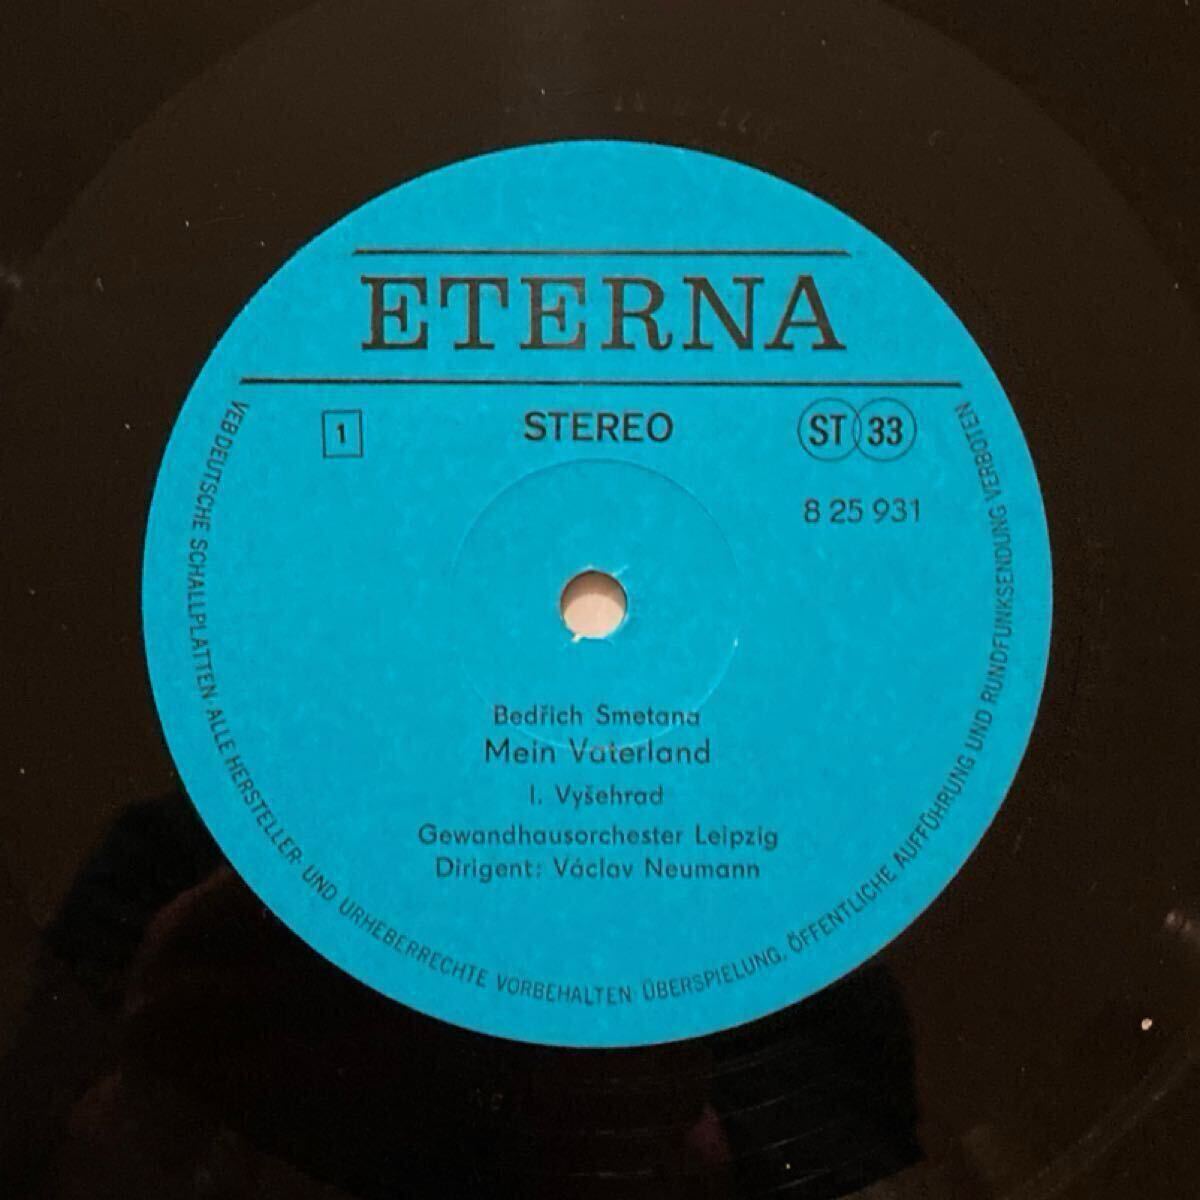 ETERNA
1 STEREO ST 33
8 25 931
Bedřich Smetana
Mein Vaterland
I. Vyšehrad
Gewandhausorchester Leipzig
Dirigent: Václav Neumann
VEB DEUTSCHE SCHALLPLATTEN · ALLE HERSTELLER- UND URHEBERRECHTE VORBEHALTEN · ÜBERSPIELUNG, ÖFFENTLICHE AUFFÜHRUNG UND RUNDFUNKSENDUNG VERBOTEN